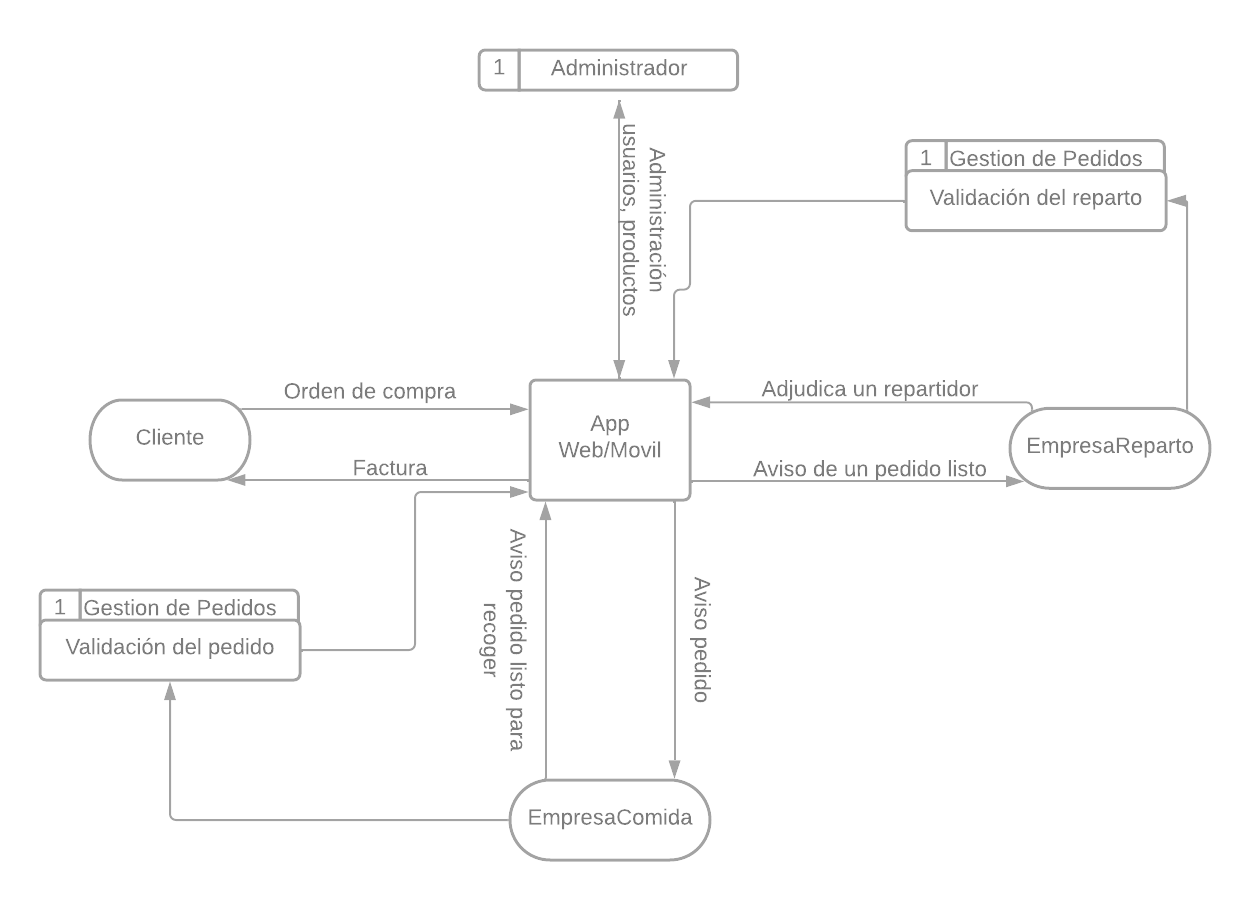 1 Administrador
Administración
usuarios, productos
1 Gestion de Pedidos
Validación del reparto
Orden de compra
Adjudica un repartidor
Cliente
App
Web/Movil
EmpresaReparto
Factura
Aviso de un pedido listo
Aviso pedido listo para
recoger
Aviso pedido
1 Gestion de Pedidos
Validación del pedido
EmpresaComida